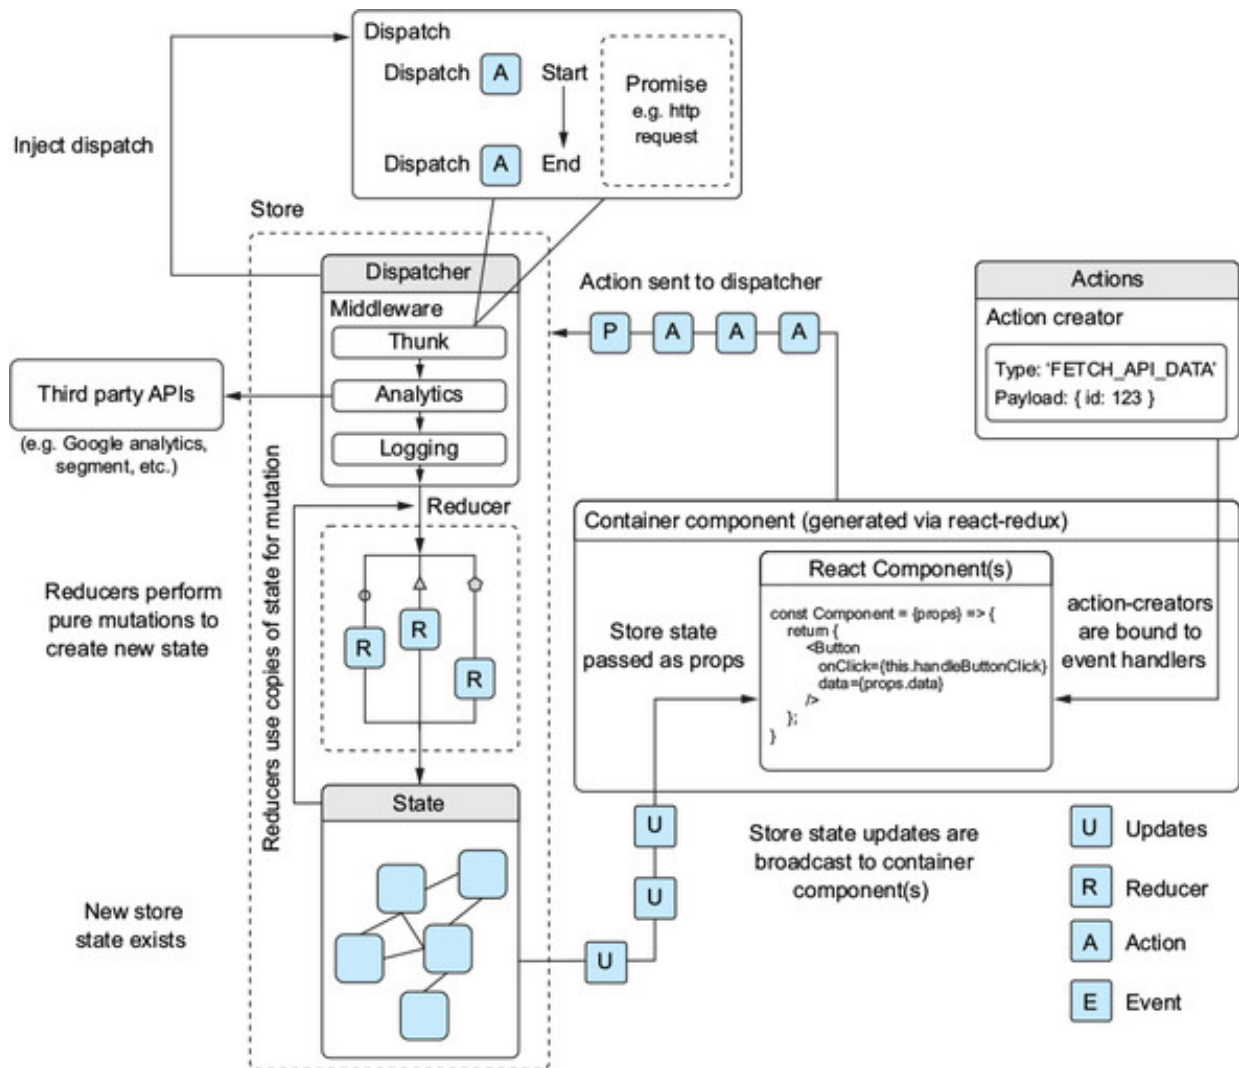 Dispatch
Dispatch A Start
Promise
e.g. http
request
Dispatch A End
Inject dispatch
Store
Dispatcher
Middleware
Thunk
Analytics
Logging
Third party APIs
(e.g. Google analytics,
segment, etc.)
Action sent to dispatcher
P A A A
Actions
Action creator
Type: 'FETCH_API_DATA'
Payload: { id: 123 }
Reducers use copies of state for mutation
Reducer
R R R
Reducers perform
pure mutations to
create new state
Container component (generated via react-redux)
React Component(s)
const Component = {props} => {
return {
<Button
onClick={this.handleButtonClick}
data={props.data}
/>
};
}
Store state
passed as props
action-creators
are bound to
event handlers
State
New store
state exists
U
U
U
Store state updates are
broadcast to container
component(s)
U Updates
R Reducer
A Action
E Event